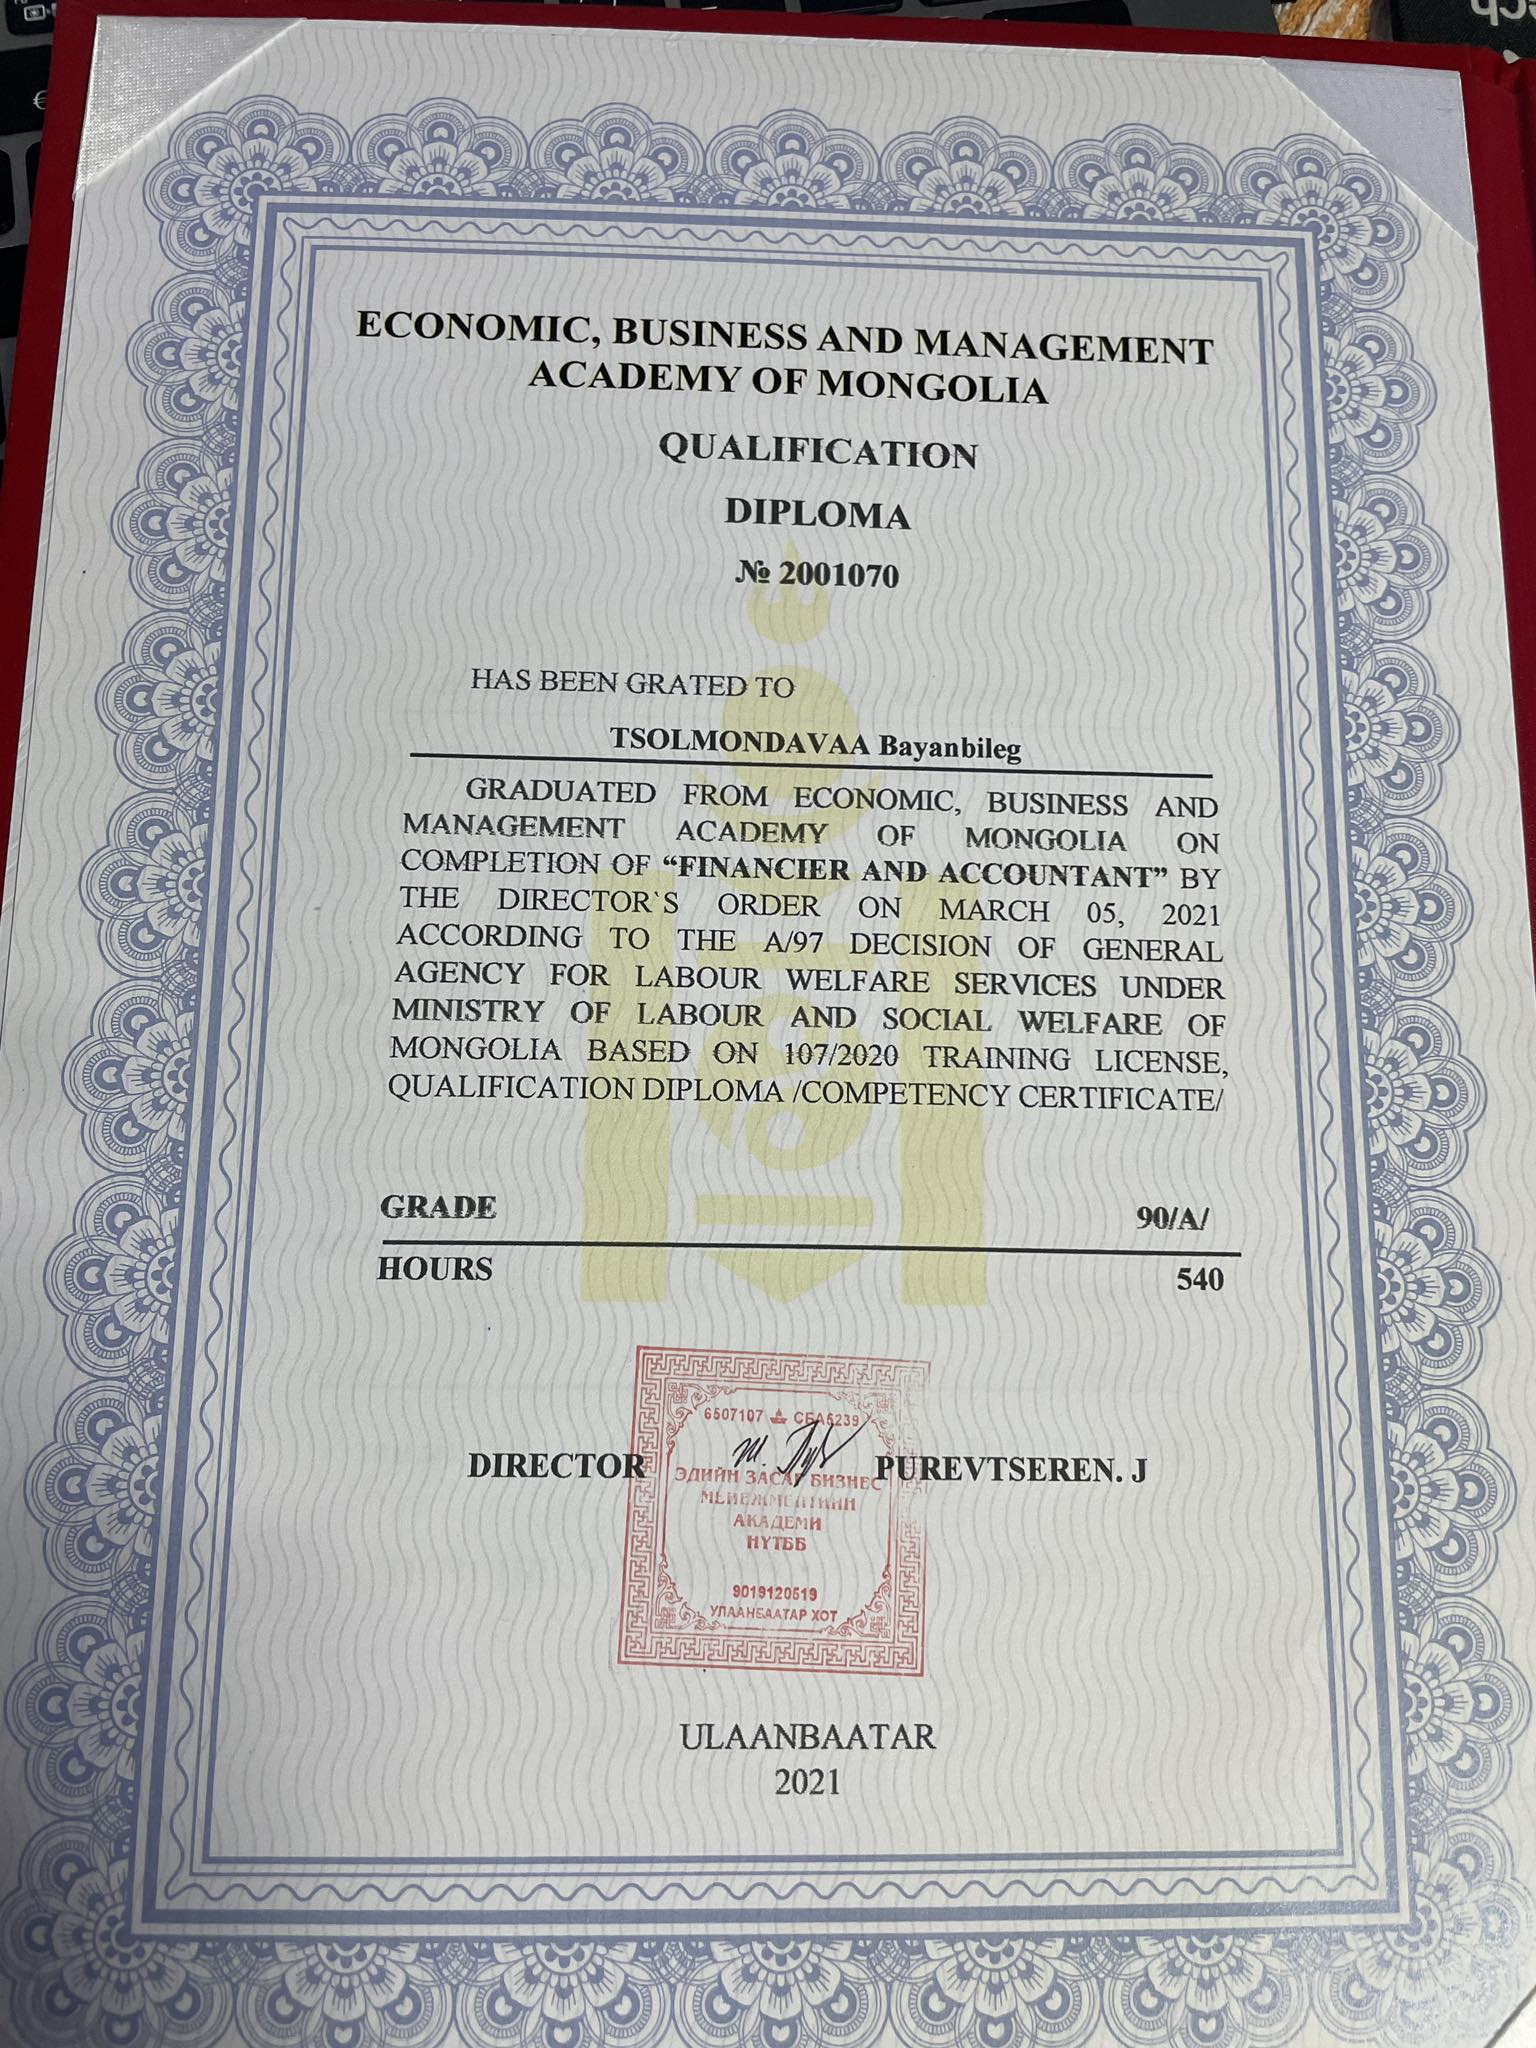 ECONOMIC, BUSINESS AND MANAGEMENT
ACADEMY OF MONGOLIA
QUALIFICATION
DIPLOMA
№ 2001070
HAS BEEN GRATED TO
TSOLMONDAVAA Bayanbileg
GRADUATED FROM ECONOMIC, BUSINESS AND
MANAGEMENT ACADEMY OF MONGOLIA ON
COMPLETION OF “FINANCIER AND ACCOUNTANT” BY
THE DIRECTOR`S ORDER ON MARCH 05, 2021
ACCORDING TO THE A/97 DECISION OF GENERAL
AGENCY FOR LABOUR WELFARE SERVICES UNDER
MINISTRY OF LABOUR AND SOCIAL WELFARE OF
MONGOLIA BASED ON 107/2020 TRAINING LICENSE,
QUALIFICATION DIPLOMA /COMPETENCY CERTIFICATE/
GRADE 90/A/
HOURS 540
6507107 СБА5239
DIRECTOR PUREVTSEREN. J
ЭДИЙН ЗАСАГ БИЗНЕС
МЕНЕЖМЕНТИЙН
АКАДЕМИ
НҮТББ
9019120519
УЛААНБААТАР ХОТ
ULAANBAATAR
2021